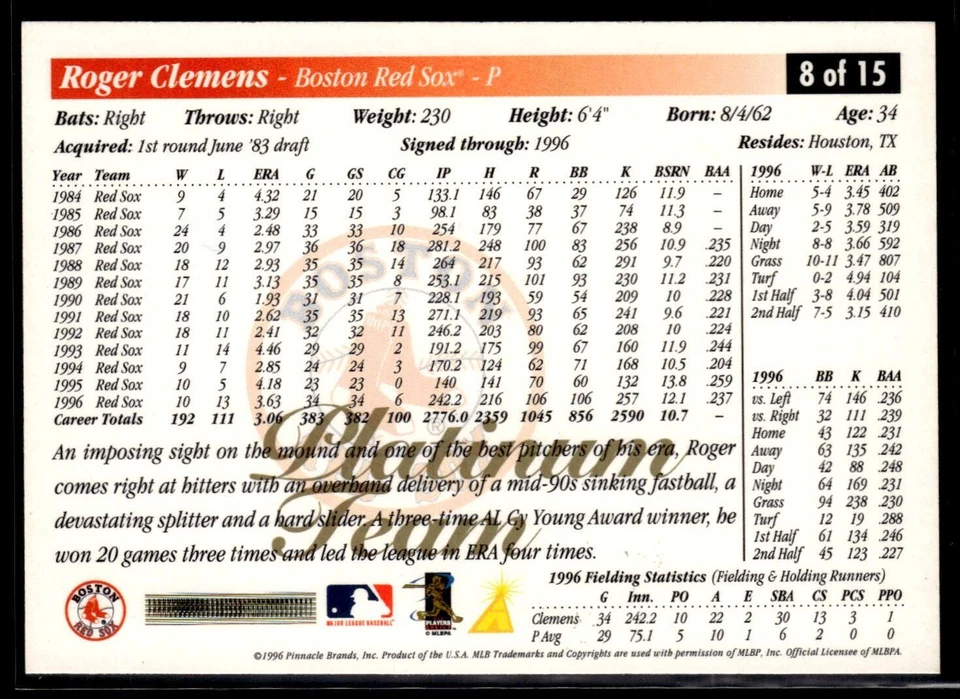 Roger Clemens - Boston Red Sox - P 8 of 15
Bats: Right Throws: Right Weight: 230 Height: 6'4" Born: 8/4/62 Age: 34
Acquired: 1st round June '83 draft Signed through: 1996 Resides: Houston, TX
Year Team W L ERA G GS CG IP H R BB K BSRN BAA
1984 Red Sox 9 4 4.32 21 20 5 133.1 146 67 29 126 11.9 –
1985 Red Sox 7 5 3.29 15 15 3 98.1 83 38 37 74 11.3 –
1986 Red Sox 24 4 2.48 33 33 10 254 179 77 67 238 8.9 –
1987 Red Sox 20 9 2.97 36 36 18 281.2 248 100 83 256 10.9 .235
1988 Red Sox 18 12 2.93 35 35 14 264 217 93 62 291 9.7 .220
1989 Red Sox 17 11 3.13 35 35 8 253.1 215 101 93 230 11.2 .231
1990 Red Sox 21 6 1.93 31 31 7 228.1 193 59 54 209 10 .228
1991 Red Sox 18 10 2.62 35 35 13 271.1 219 93 65 241 9.6 .221
1992 Red Sox 18 11 2.41 32 32 11 246.2 203 80 62 208 10 .224
1993 Red Sox 11 14 4.46 29 29 2 191.2 175 99 67 160 11.9 .244
1994 Red Sox 9 7 2.85 24 24 3 170.2 124 62 71 168 10.5 .204
1995 Red Sox 10 5 4.18 23 23 0 140 141 70 60 132 13.8 .259
1996 Red Sox 10 13 3.63 34 34 6 242.2 216 106 106 257 12.1 .237
Career Totals 192 111 3.06 383 382 100 2776.0 2359 1045 856 2590 10.7 –
1996 W-L ERA AB
Home 5-4 3.45 402
Away 5-9 3.78 509
Day 2-5 3.59 319
Night 8-8 3.66 592
Grass 10-11 3.47 807
Turf 0-2 4.94 104
1st Half 3-8 4.04 501
2nd Half 7-5 3.15 410
1996 BB K BAA
vs. Left 74 146 .236
vs. Right 32 111 .239
Home 43 122 .231
Away 63 135 .242
Day 42 88 .248
Night 64 169 .231
Grass 94 238 .230
Turf 12 19 .288
1st Half 61 134 .246
2nd Half 45 123 .227
BOSTON
Platinum
Team
An imposing sight on the mound and one of the best pitchers of his era, Roger
comes right at hitters with an overhand delivery of a mid-90s sinking fastball, a
devastating splitter and a hard slider. A three-time AL Cy Young Award winner, he
won 20 games three times and led the league in ERA four times.
BOSTON
RED SOX
MAJOR LEAGUE BASEBALL
PLAYERS
© MLBPA
1996 Fielding Statistics (Fielding & Holding Runners)
G Inn. PO A E SBA CS PCS PPO
Clemens 34 242.2 10 22 2 30 13 3 1
P Avg 29 75.1 5 10 1 6 2 0 0
©1996 Pinnacle Brands, Inc. Product of the U.S.A. MLB Trademarks and Copyrights are used with permission of MLBP, Inc. Official Licensee of MLBPA.